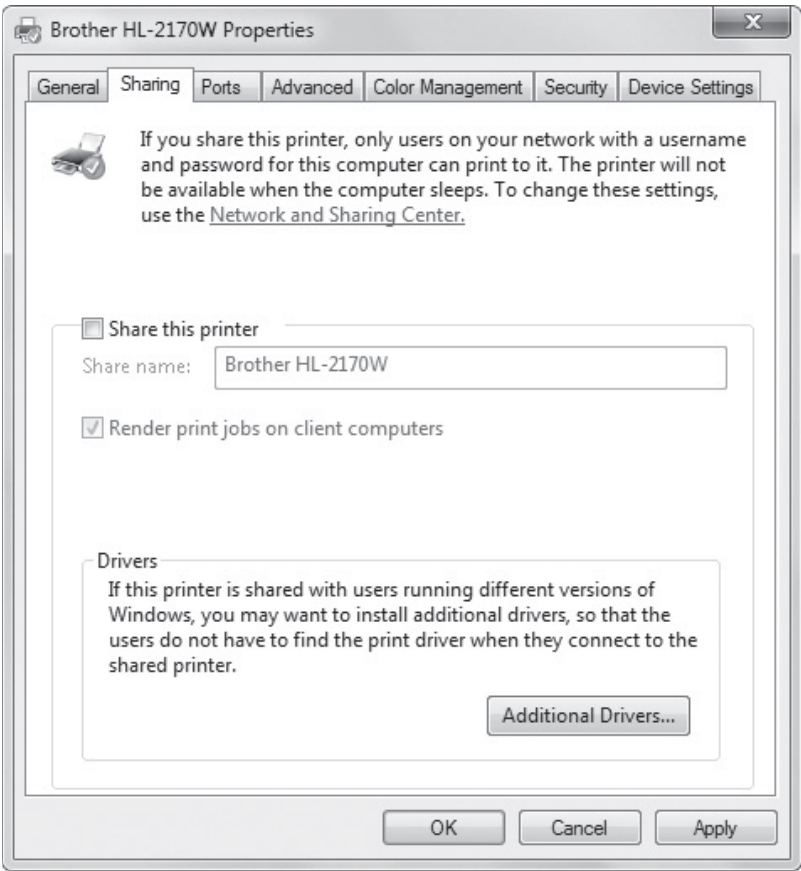 Brother HL-2170W Properties
X
General Sharing Ports Advanced Color Management Security Device Settings
If you share this printer, only users on your network with a username
and password for this computer can print to it. The printer will not
be available when the computer sleeps. To change these settings,
use the Network and Sharing Center.
Share this printer
Share name: Brother HL-2170W
Render print jobs on client computers
Drivers
If this printer is shared with users running different versions of
Windows, you may want to install additional drivers, so that the
users do not have to find the print driver when they connect to the
shared printer.
Additional Drivers...
OK Cancel Apply